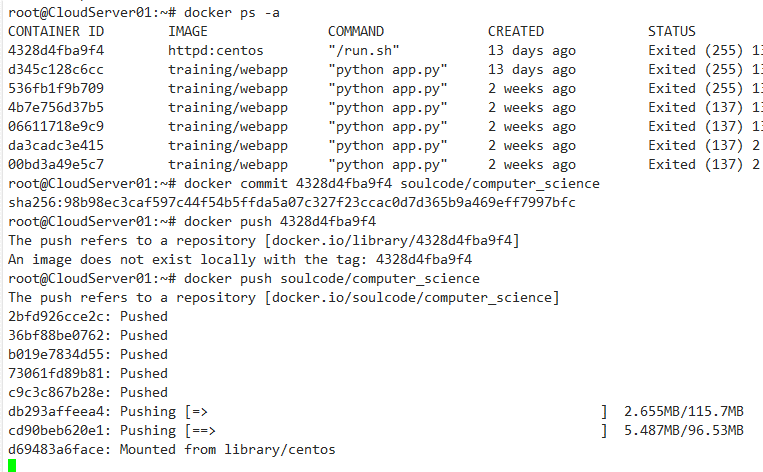 root@CloudServer01:~# docker ps -a
CONTAINER ID        IMAGE               COMMAND             CREATED             STATUS
4328d4fba9f4        httpd:centos        "/run.sh"           13 days ago         Exited (255) 13
d345c128c6cc        training/webapp     "python app.py"     13 days ago         Exited (255) 13
536fb1f9b709        training/webapp     "python app.py"     2 weeks ago         Exited (255) 13
4b7e756d37b5        training/webapp     "python app.py"     2 weeks ago         Exited (137) 13
06611718e9c9        training/webapp     "python app.py"     2 weeks ago         Exited (137) 13
da3cadc3e415        training/webapp     "python app.py"     2 weeks ago         Exited (137) 2
00bd3a49e5c7        training/webapp     "python app.py"     2 weeks ago         Exited (137) 2
root@CloudServer01:~# docker commit 4328d4fba9f4 soulcode/computer_science
sha256:98b98ec3caf597c44f54b5ffda5a07c327f23ccac0d7d365b9a469eff7997bfc
root@CloudServer01:~# docker push 4328d4fba9f4
The push refers to a repository [docker.io/library/4328d4fba9f4]
An image does not exist locally with the tag: 4328d4fba9f4
root@CloudServer01:~# docker push soulcode/computer_science
The push refers to a repository [docker.io/soulcode/computer_science]
2bfd926cce2c: Pushed
36bf88be0762: Pushed
b019e7834d55: Pushed
73061fd89b81: Pushed
c9c3c867b28e: Pushed
db293affeea4: Pushing [=>                                                 ]  2.655MB/115.7MB
cd90beb620e1: Pushing [==>                                                ]  5.487MB/96.53MB
d69483a6face: Mounted from library/centos